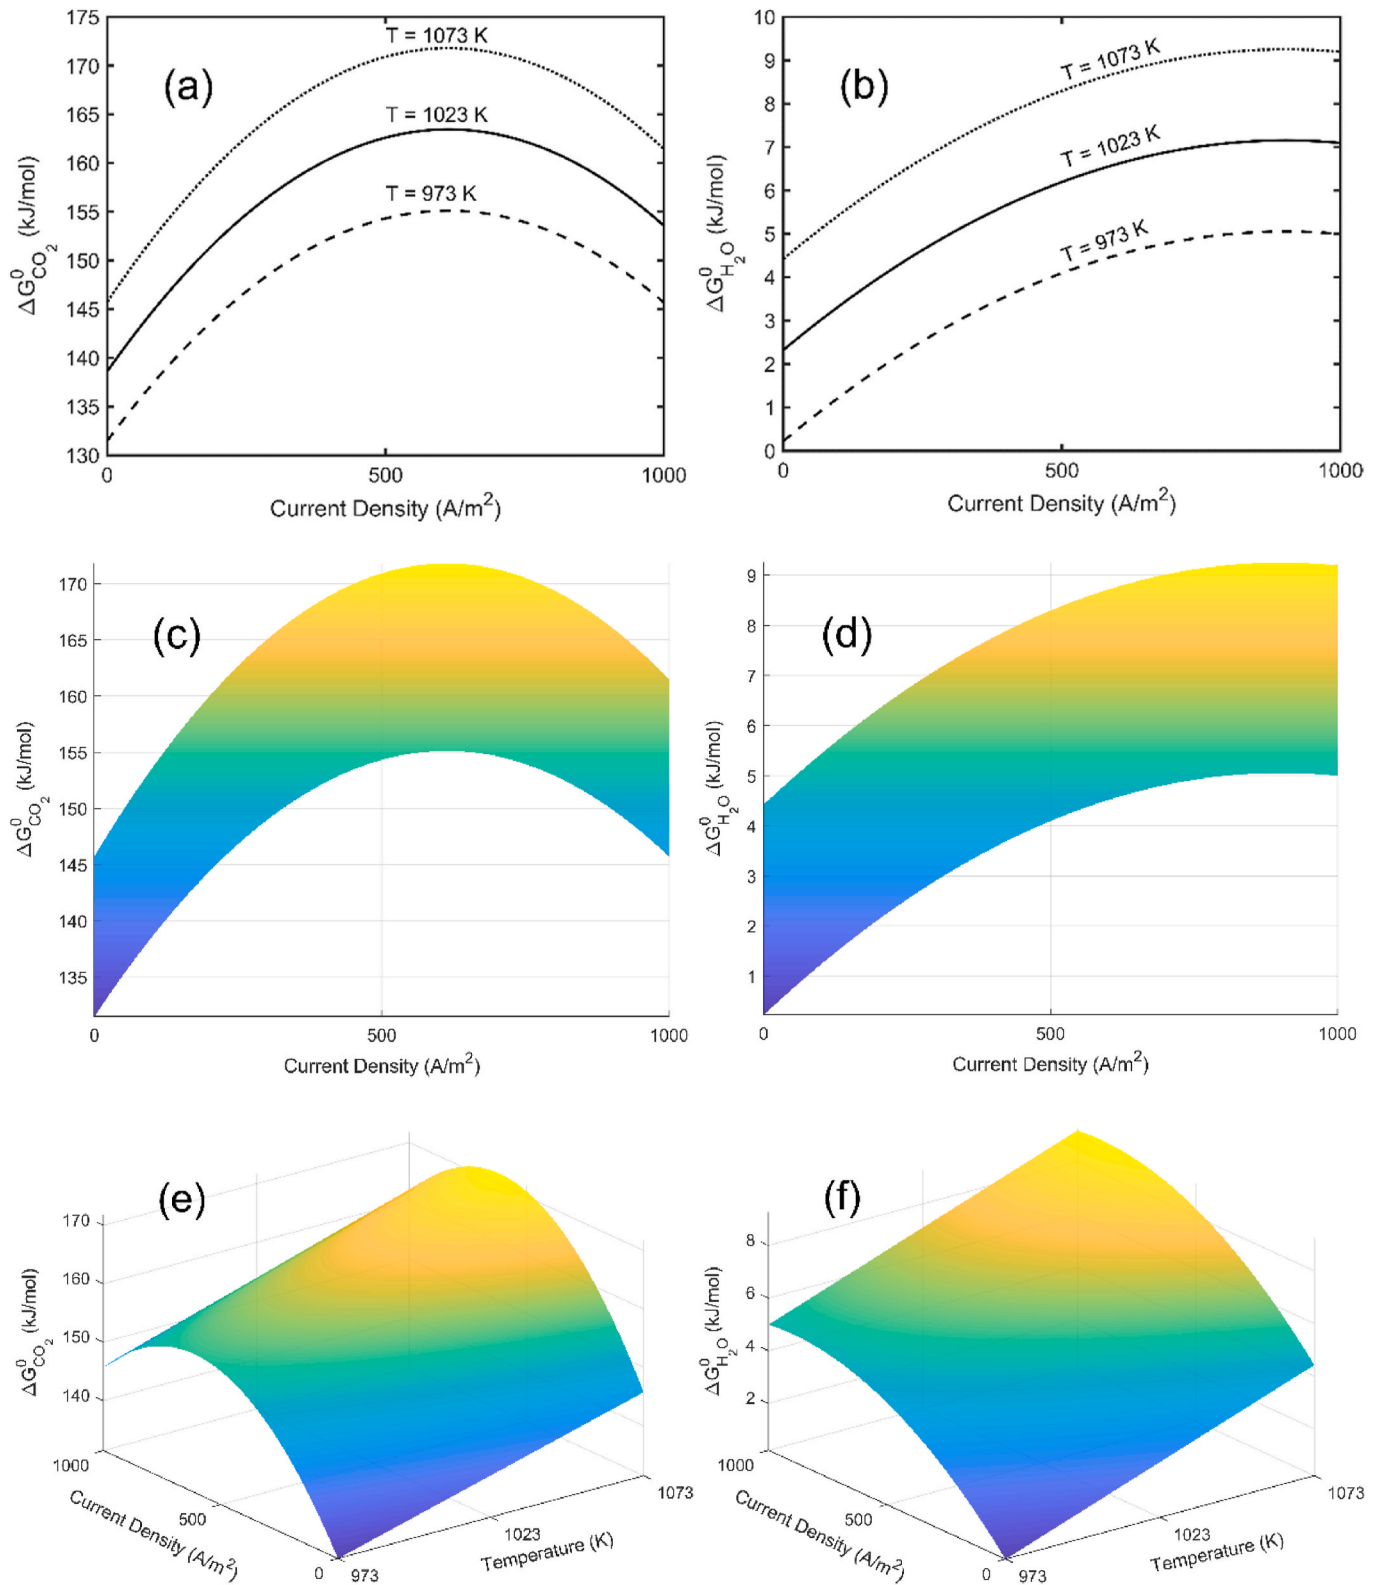 (a)
T = 1073 K
T = 1023 K
T = 973 K
175
170
165
160
155
150
145
140
135
130
0
500
1000
ΔG⁰CO₂ (kJ/mol)
Current Density (A/m²)
(b)
T = 1073 K
T = 1023 K
T = 973 K
10
9
8
7
6
5
4
3
2
1
0
0
500
1000
ΔG⁰H₂O (kJ/mol)
Current Density (A/m²)
(c)
170
165
160
155
150
145
140
135
0
500
1000
ΔG⁰CO₂ (kJ/mol)
Current Density (A/m²)
(d)
9
8
7
6
5
4
3
2
1
0
500
1000
ΔG⁰H₂O (kJ/mol)
Current Density (A/m²)
(e)
170
160
150
140
ΔG⁰CO₂ (kJ/mol)
1000
500
0
Current Density (A/m²)
973
1023
1073
Temperature (K)
(f)
8
6
4
2
ΔG⁰H₂O (kJ/mol)
1000
500
0
Current Density (A/m²)
973
1023
1073
Temperature (K)